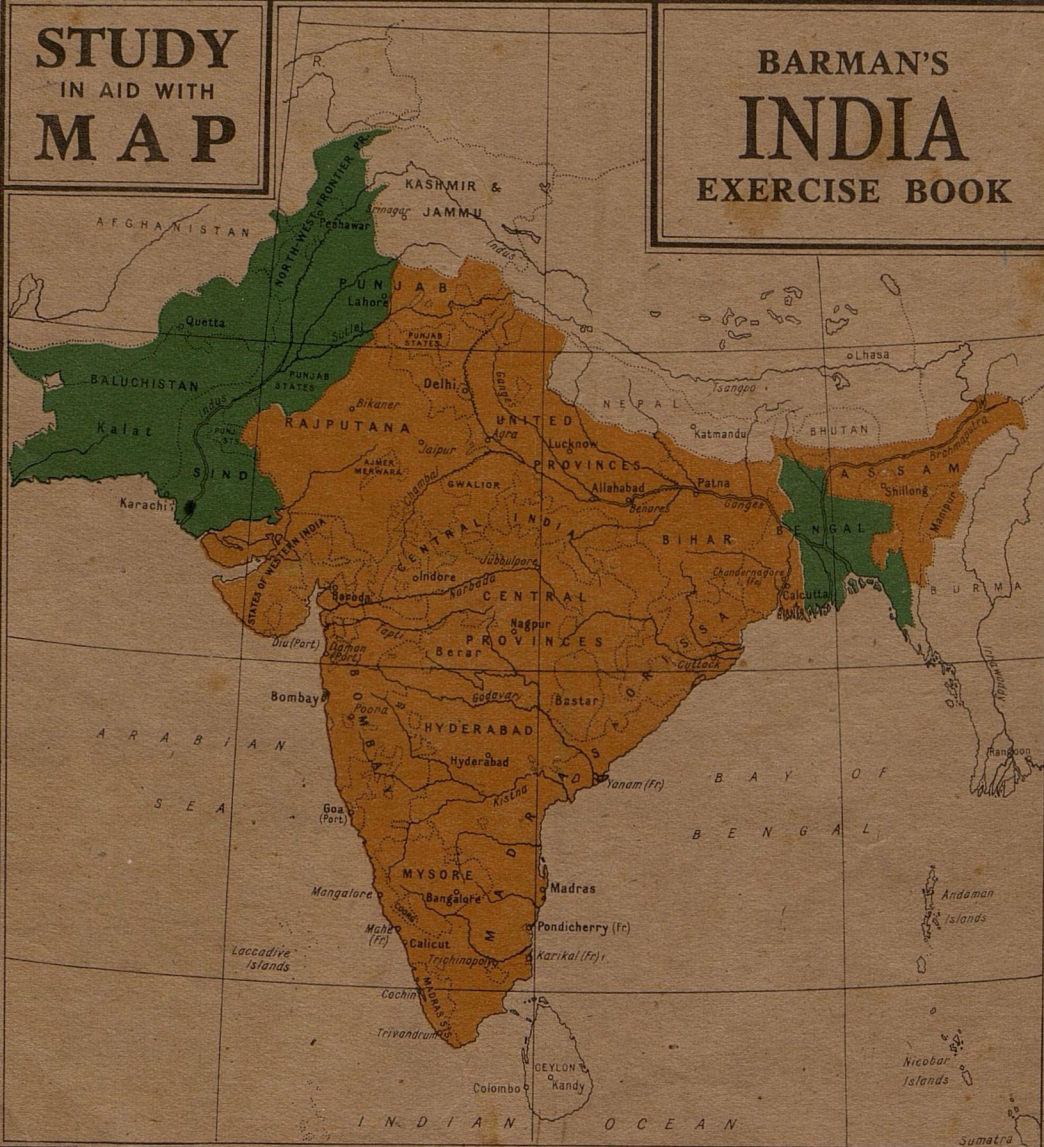 STUDY
IN AID WITH
MAP
BARMAN'S
INDIA
EXERCISE BOOK
R.
AFGHANISTAN
NORTH-WEST FRONTIER PR.
KASHMIR &
JAMMU
Srinagar
Peshawar
Indus
PUNJAB
Lahore
Sutlej
Quetta
PUNJAB
STATES
PUNJAB
STATES
BALUCHISTAN
Kalat
Indus
PUNJ.
STS.
SIND
Karachi
Lhasa
Tsangpo
Delhi
Ganges
Bikaner
RAJPUTANA
UNITED
PROVINCES
NEPAL
Katmandu
BHUTAN
Brahmaputra
ASSAM
Shillong
Manipur
Agra
Lucknow
Jaipur
AJMER
MERWARA
Chambal
GWALIOR
Allahabad
Benares
Patna
Ganges
BENGAL
CENTRAL INDIA
BIHAR
STATES OF WESTERN INDIA
Jubbulpore
Indore
Narbada
Chandernagore
(Fr)
Calcutta
BURMA
Baroda
CENTRAL
PROVINCES
Nagpur
ORISSA
Tapti
Diu (Port)
Daman
(Port)
Berar
Cuttack
Irrawaddy
Bombay
BOMBAY
Poona
Godavari
Bastar
HYDERABAD
Hyderabad
ARABIAN
SEA
BAY OF
BENGAL
Rangoon
Yanam (Fr)
Kistna
Goa
(Port)
MADRAS
MYSORE
Bangalore
Madras
Mangalore
COORG
Mahe
(Fr)
Calicut
Pondicherry (Fr)
Trichinopoly
Karikal (Fr)
Laccadive
Islands
Andaman
Islands
Cochin
MADRAS STS.
Trivandrum
CEYLON
Colombo
Kandy
Nicobar
Islands
INDIAN OCEAN
Sumatra